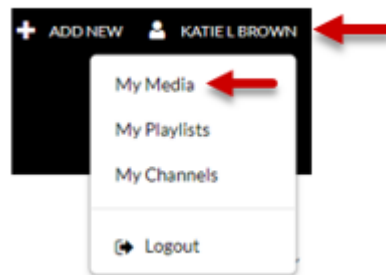 ADD NEW KATIE L BROWN
My Media
My Playlists
My Channels
Logout